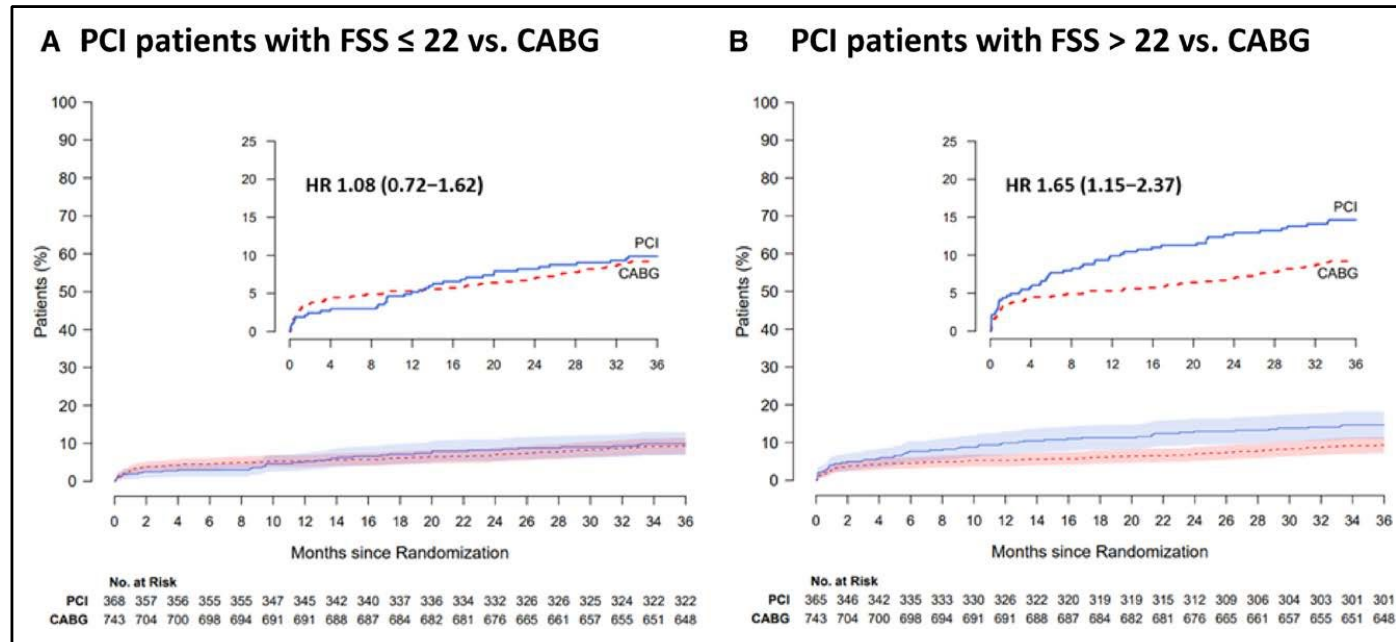 A PCI patients with FSS ≤ 22 vs. CABG
100
90
80
70
60
50
40
30
20
10
0
Patients (%)
25
20
15
10
5
0
HR 1.08 (0.72–1.62)
PCI
CABG
0 4 8 12 16 20 24 28 32 36
0 2 4 6 8 10 12 14 16 18 20 22 24 26 28 30 32 34 36
Months since Randomization
No. at Risk
PCI 368 357 356 355 355 347 345 342 340 337 336 334 332 326 326 325 324 322 322
CABG 743 704 700 698 694 691 691 688 687 684 682 681 676 665 661 657 655 651 648
B PCI patients with FSS > 22 vs. CABG
100
90
80
70
60
50
40
30
20
10
0
Patients (%)
25
20
15
10
5
0
HR 1.65 (1.15–2.37)
PCI
CABG
0 4 8 12 16 20 24 28 32 36
0 2 4 6 8 10 12 14 16 18 20 22 24 26 28 30 32 34 36
Months since Randomization
No. at Risk
PCI 365 346 342 335 333 330 326 322 320 319 319 315 312 309 306 304 303 301 301
CABG 743 704 700 698 694 691 691 688 687 684 682 681 676 665 661 657 655 651 648